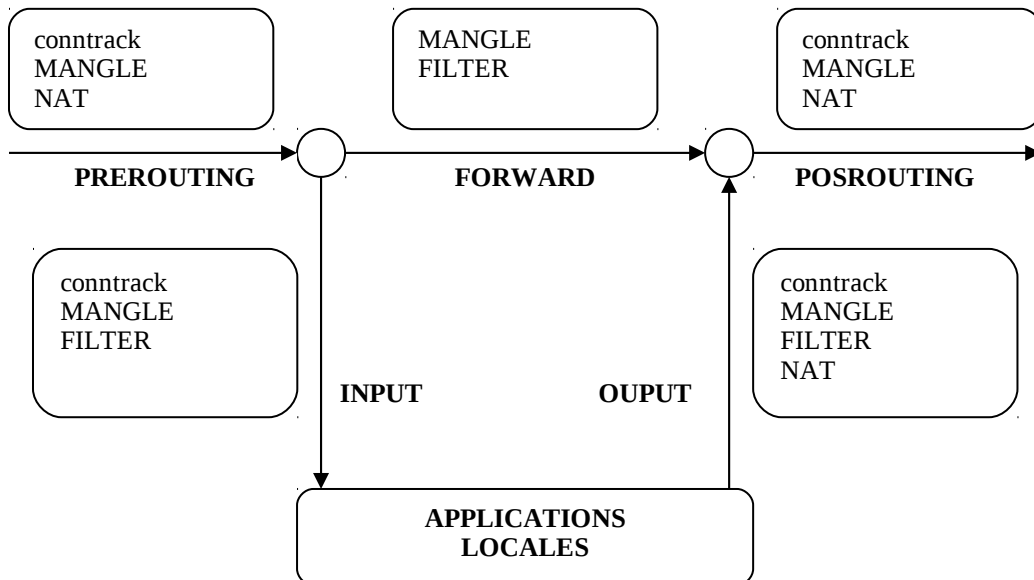 conntrack
MANGLE
NAT
MANGLE
FILTER
conntrack
MANGLE
NAT
PREROUTING
FORWARD
POSROUTING
conntrack
MANGLE
FILTER
conntrack
MANGLE
FILTER
NAT
INPUT
OUPUT
APPLICATIONS
LOCALES